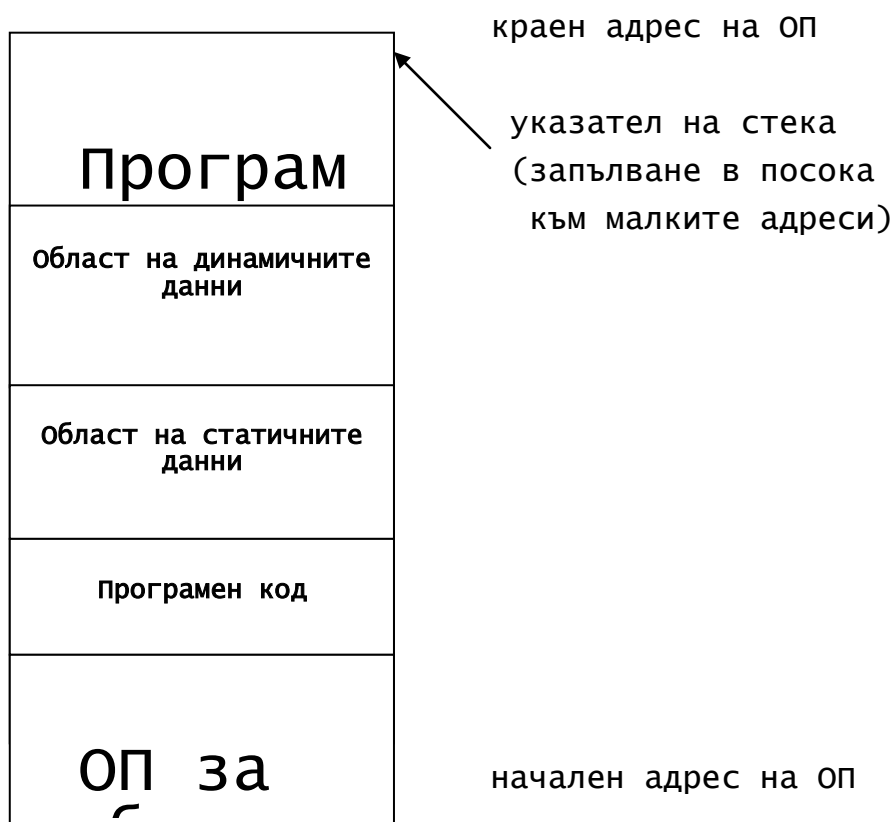 краен адрес на ОП
указател на стека
(запълване в посока
към малките адреси)
Програм
Област на динамичните
данни
Област на статичните
данни
Програмен код
ОП за
начален адрес на ОП